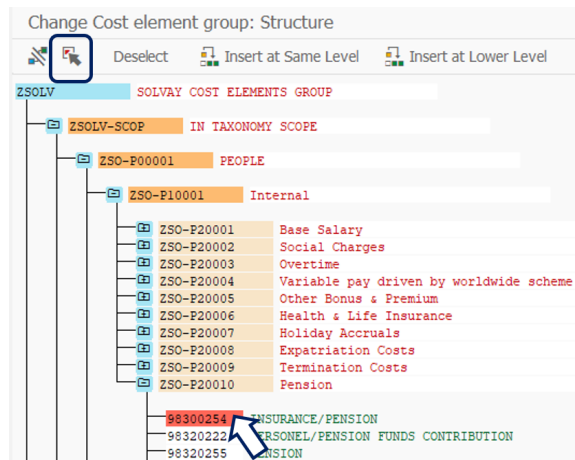 Change Cost element group: Structure
Deselect Insert at Same Level Insert at Lower Level
ZSOLV SOLVAY COST ELEMENTS GROUP
ZSOLV-SCOP IN TAXONOMY SCOPE
ZSO-P00001 PEOPLE
ZSO-P10001 Internal
ZSO-P20001 Base Salary
ZSO-P20002 Social Charges
ZSO-P20003 Overtime
ZSO-P20004 Variable pay driven by worldwide scheme
ZSO-P20005 Other Bonus & Premium
ZSO-P20006 Health & Life Insurance
ZSO-P20007 Holiday Accruals
ZSO-P20008 Expatriation Costs
ZSO-P20009 Termination Costs
ZSO-P20010 Pension
98300254 INSURANCE/PENSION
98320222 PERSONEL/PENSION FUNDS CONTRIBUTION
98320255